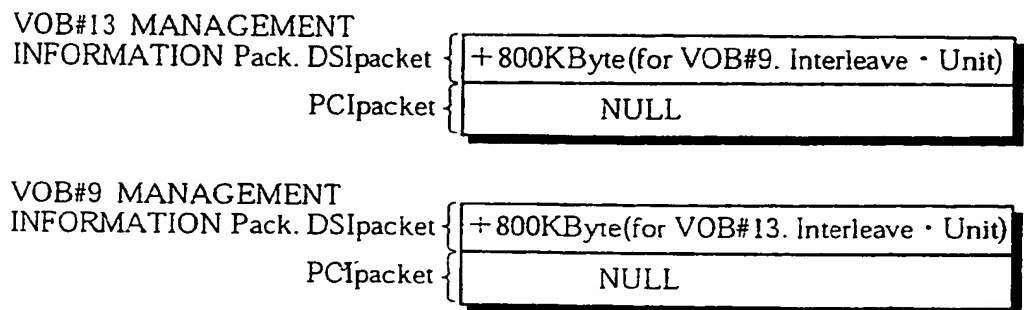 VOB#13 MANAGEMENT
INFORMATION Pack. DSIpacket +800KByte(for VOB#9. Interleave・Unit)
PCIpacket NULL
VOB#9 MANAGEMENT
INFORMATION Pack. DSIpacket +800KByte(for VOB#13. Interleave・Unit)
PCIpacket NULL